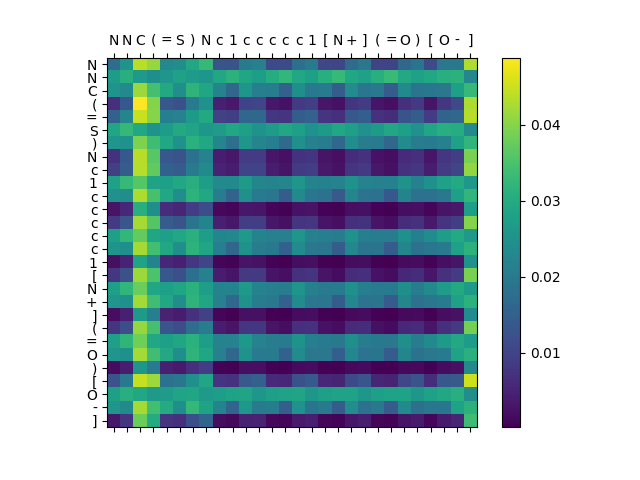 N N C ( = S ) N c 1 c c c c c 1 [ N + ] ( = O ) [ O - ]
N
N
C
(
=
S
)
N
c
1
c
c
c
c
c
1
[
N
+
]
(
=
O
)
[
O
-
]
0.04
0.03
0.02
0.01